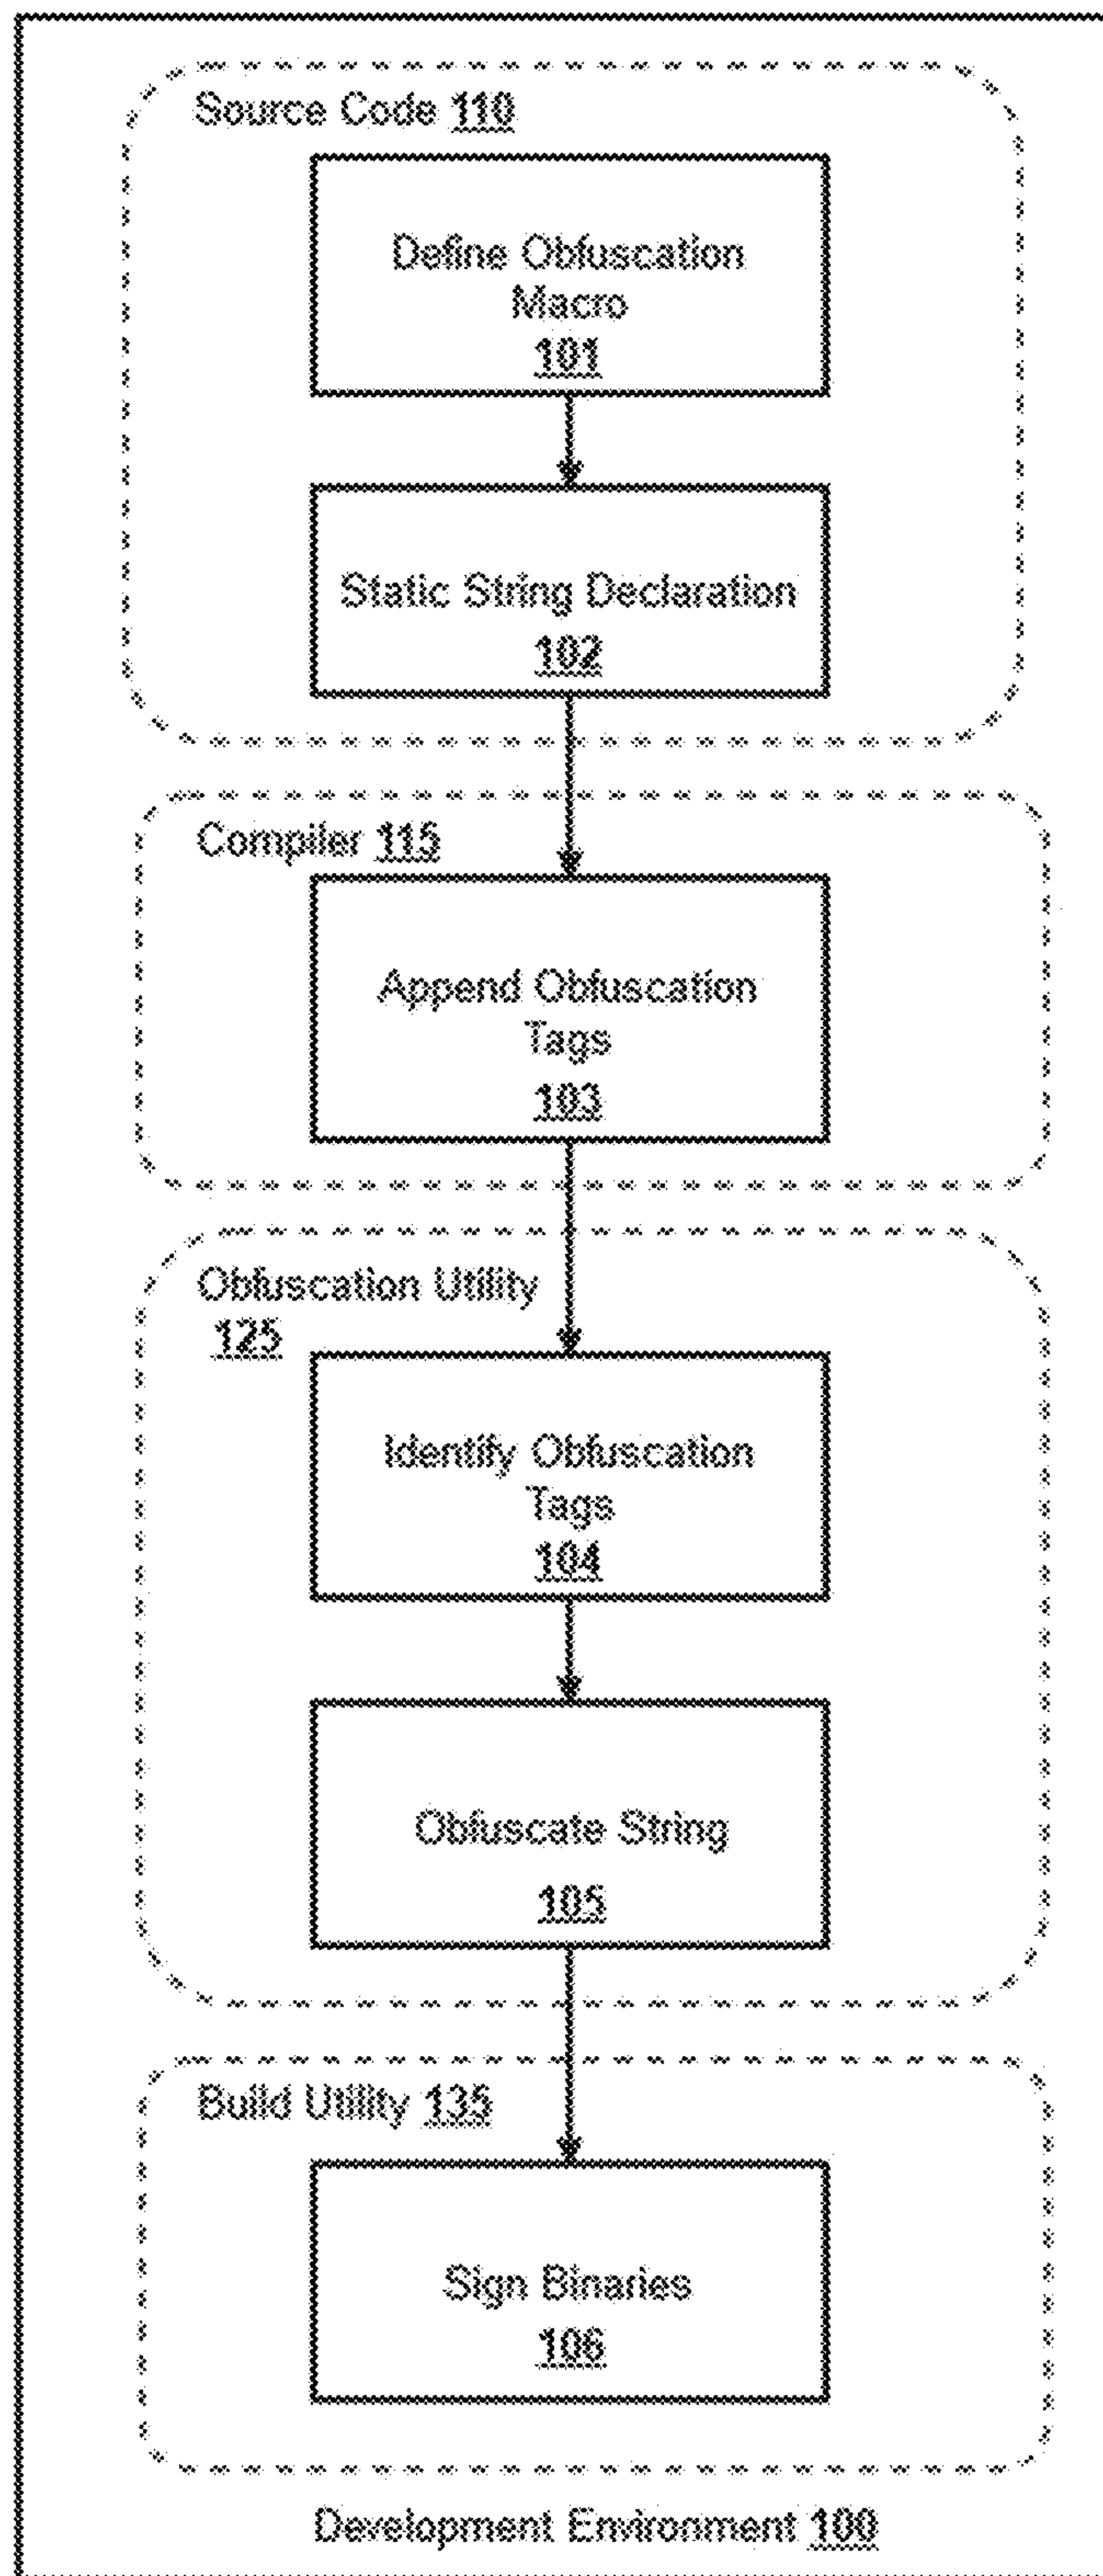 Source Code 110
Define Obfuscation
Macro
101
Static String Declaration
102
Compiler 115
Append Obfuscation
Tags
103
Obfuscation Utility
125
Identify Obfuscation
Tags
104
Obfuscate String
105
Build Utility 135
Sign Binaries
106
Development Environment 100